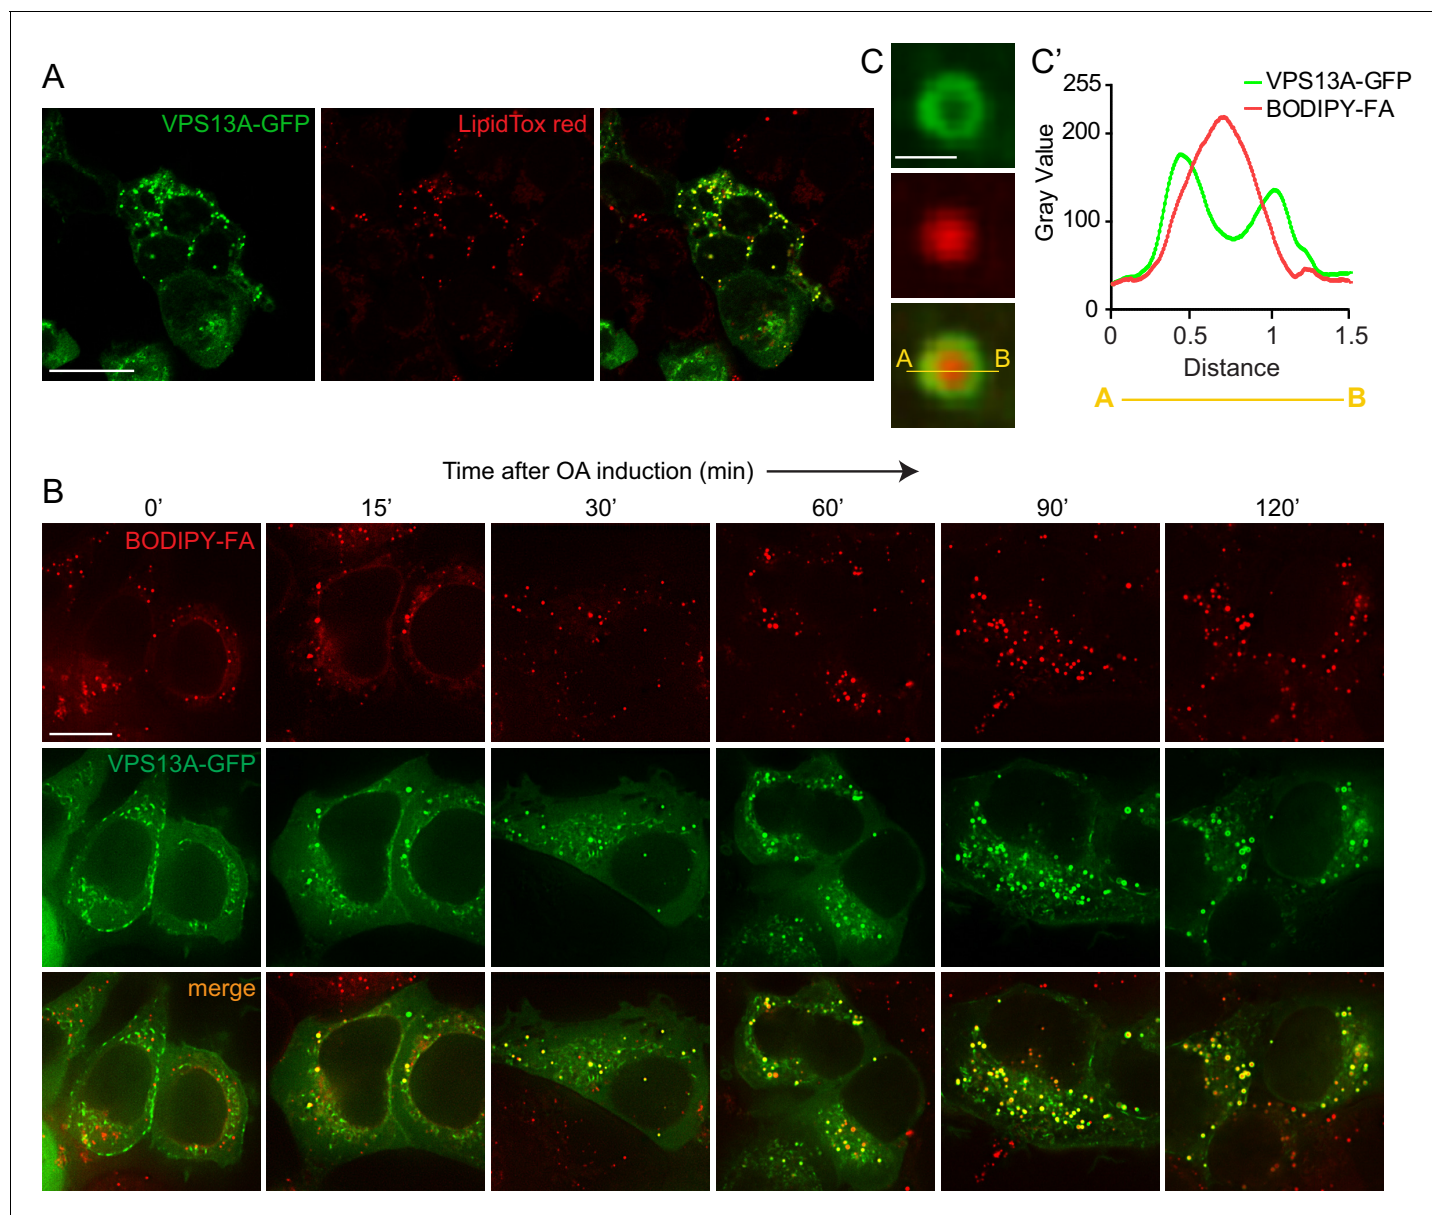 A
VPS13A-GFP
LipidTox red
C
A
B
C’
VPS13A-GFP
BODIPY-FA
255
200
100
0
Gray Value
0
0.5
1
1.5
Distance
A
B
Time after OA induction (min)
B
0’
15’
30’
60’
90’
120’
BODIPY-FA
VPS13A-GFP
merge